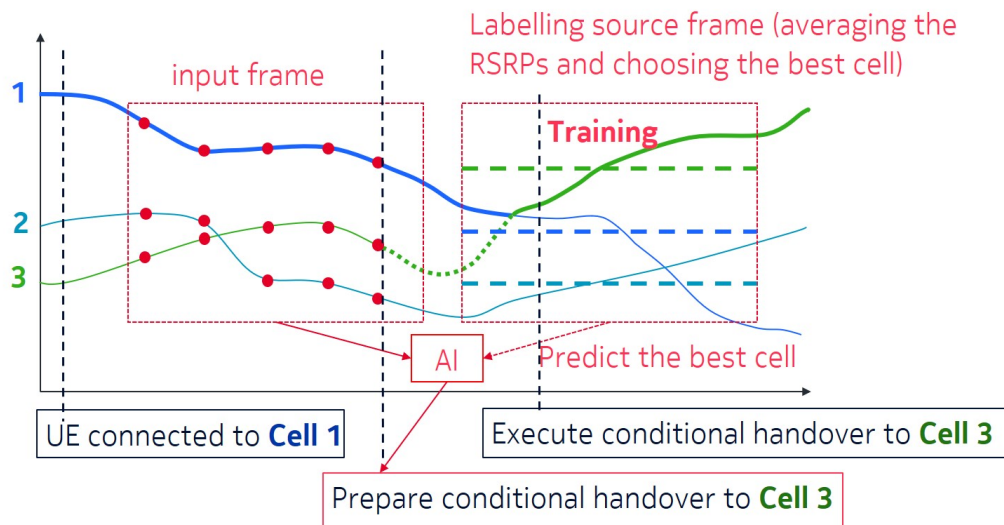 Labelling source frame (averaging the
RSRPs and choosing the best cell)
input frame
1
Training
2
3
AI
Predict the best cell
UE connected to Cell 1
Execute conditional handover to Cell 3
Prepare conditional handover to Cell 3